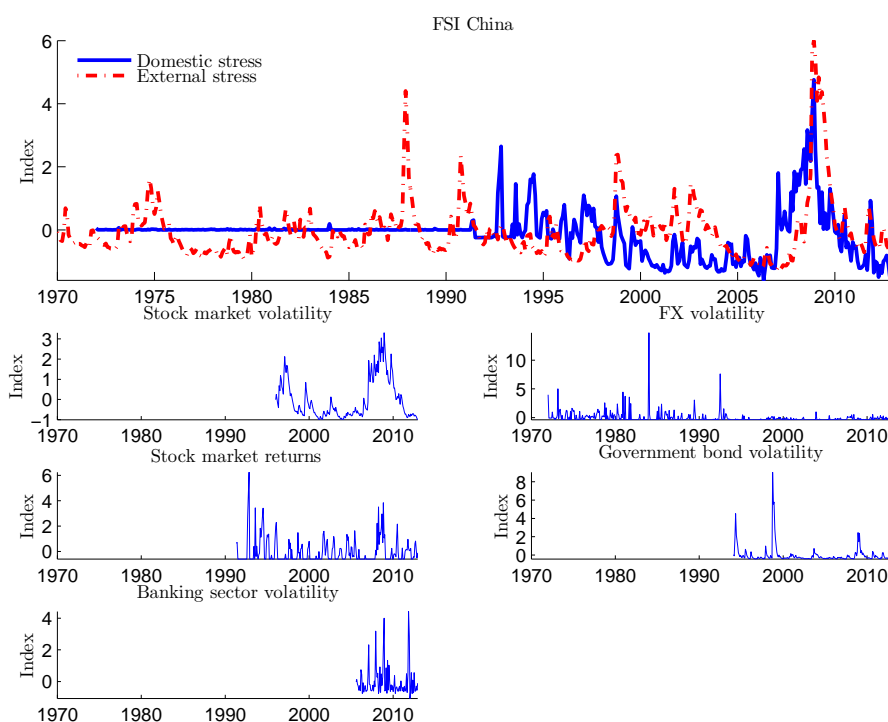 FSI China
6
4
2
0
Index
Domestic stress
External stress
1970 1975 1980 1985 1990 1995 2000 2005 2010
Stock market volatility
3
2
1
0
−1
Index
1970 1980 1990 2000 2010
FX volatility
10
5
0
Index
1970 1980 1990 2000 2010
Stock market returns
6
4
2
0
Index
1970 1980 1990 2000 2010
Government bond volatility
8
6
4
2
0
Index
1970 1980 1990 2000 2010
Banking sector volatility
4
2
0
Index
1970 1980 1990 2000 2010